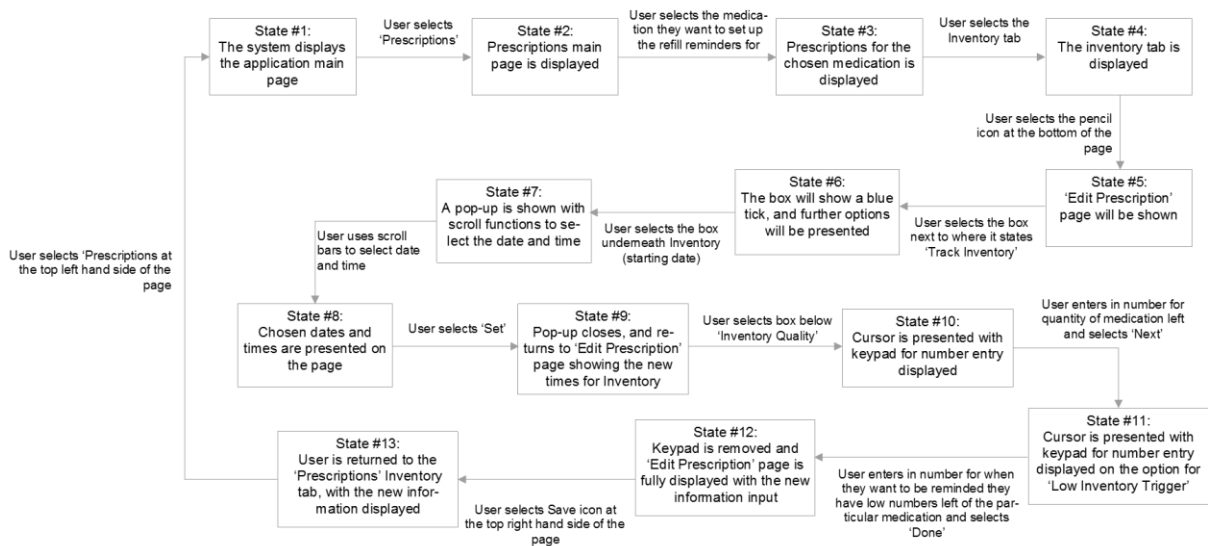 State #1:
The system displays
the application main
page
User selects
‘Prescriptions’
State #2:
Prescriptions main
page is displayed
User selects the medica-
tion they want to set up
the refill reminders for
State #3:
Prescriptions for the
chosen medication is
displayed
User selects the
Inventory tab
State #4:
The inventory tab is
displayed
User selects the pencil
icon at the bottom of the
page
State #5:
‘Edit Prescription’
page will be shown
User selects the box
next to where it states
‘Track Inventory’
State #6:
The box will show a blue
tick, and further options
will be presented
User selects the box
underneath Inventory
(starting date)
State #7:
A pop-up is shown with
scroll functions to se-
lect the date and time
User uses scroll
bars to select date
and time
State #8:
Chosen dates and
times are presented on
the page
User selects ‘Set’
State #9:
Pop-up closes, and re-
turns to ‘Edit Prescription’
page showing the new
times for Inventory
User selects box below
‘Inventory Quality’
State #10:
Cursor is presented with
keypad for number entry
displayed
User enters in number for
quantity of medication left
and selects ‘Next’
State #11:
Cursor is presented with
keypad for number entry
displayed on the option for
‘Low Inventory Trigger’
User enters in number for when
they want to be reminded they
have low numbers left of the par-
ticular medication and selects
‘Done’
State #12:
Keypad is removed and
‘Edit Prescription’ page is
fully displayed with the new
information input
User selects Save icon at
the top right hand side of the
page
State #13:
User is returned to the
‘Prescriptions’ Inventory
tab, with the new infor-
mation displayed
User selects ‘Prescriptions at
the top left hand side of the
page